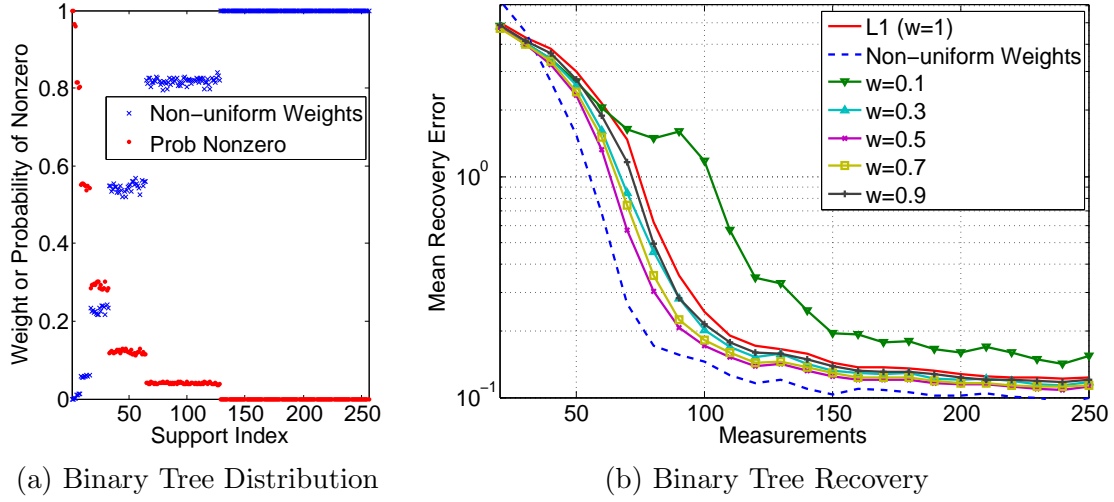 Weight or Probability of Nonzero
1
0.8
0.6
0.4
0.2
0
Non-uniform Weights
Prob Nonzero
50 100 150 200 250
Support Index
(a) Binary Tree Distribution
Mean Recovery Error
10^0
10^-1
L1 (w=1)
Non-uniform Weights
w=0.1
w=0.3
w=0.5
w=0.7
w=0.9
50 100 150 200 250
Measurements
(b) Binary Tree Recovery